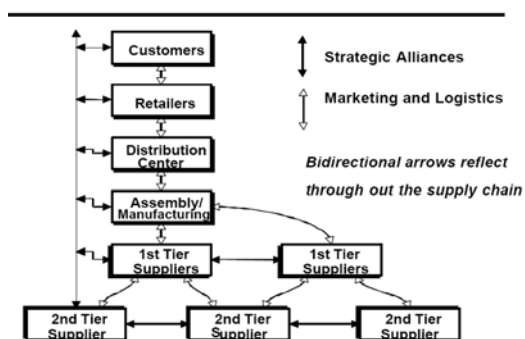 Customers
Retailers
Distribution
Center
Assembly/
Manufacturing
1st Tier
Suppliers
1st Tier
Suppliers
2nd Tier
Supplier
2nd Tier
Supplier
2nd Tier
Supplier
Strategic Alliances
Marketing and Logistics
Bidirectional arrows reflect
through out the supply chain